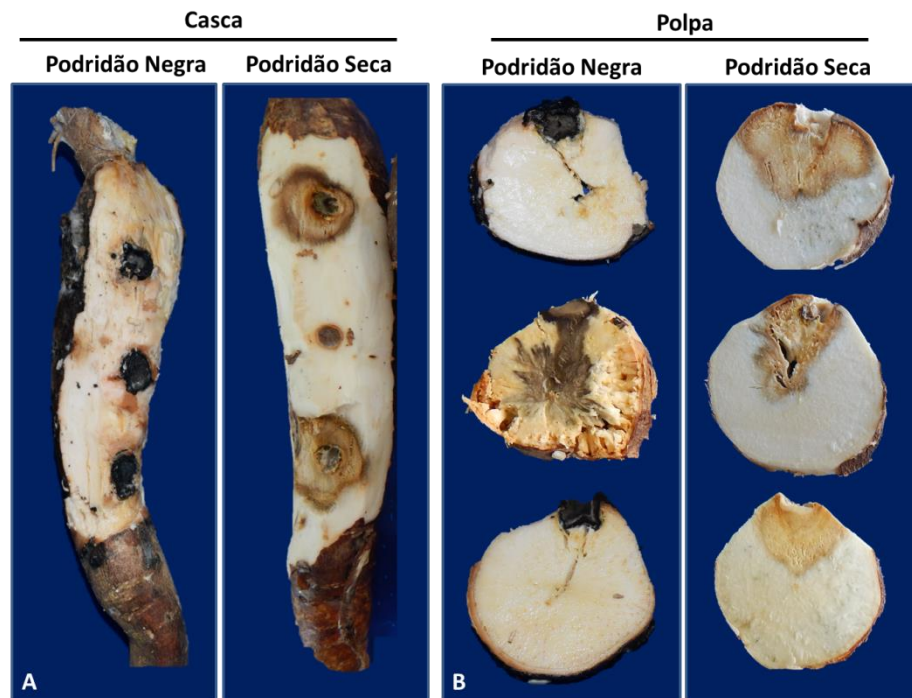 Casca
Polpa
Podridão Negra
Podridão Seca
Podridão Negra
Podridão Seca
A
B